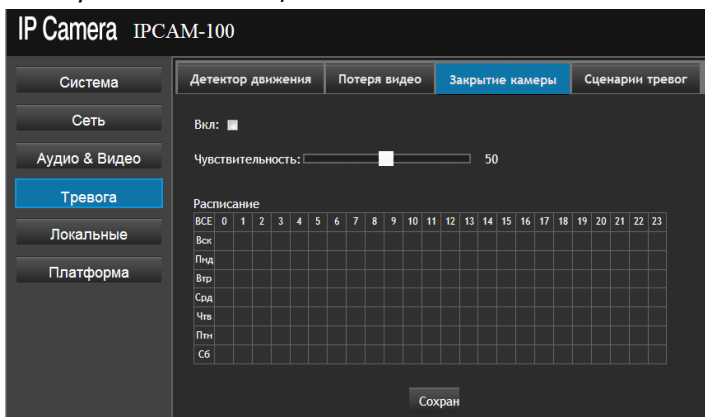 IP Camera IPCAM-100
Система
Сеть
Аудио & Видео
Тревога
Локальные
Платформа
Детектор движения Потеря видео Закрытие камеры Сценарии тревог
Вкл:
Чувствительность: 50
Расписание
ВСЕ 0 1 2 3 4 5 6 7 8 9 10 11 12 13 14 15 16 17 18 19 20 21 22 23
Вск
Пнд
Втр
Срд
Чтв
Птн
Сб
Сохран